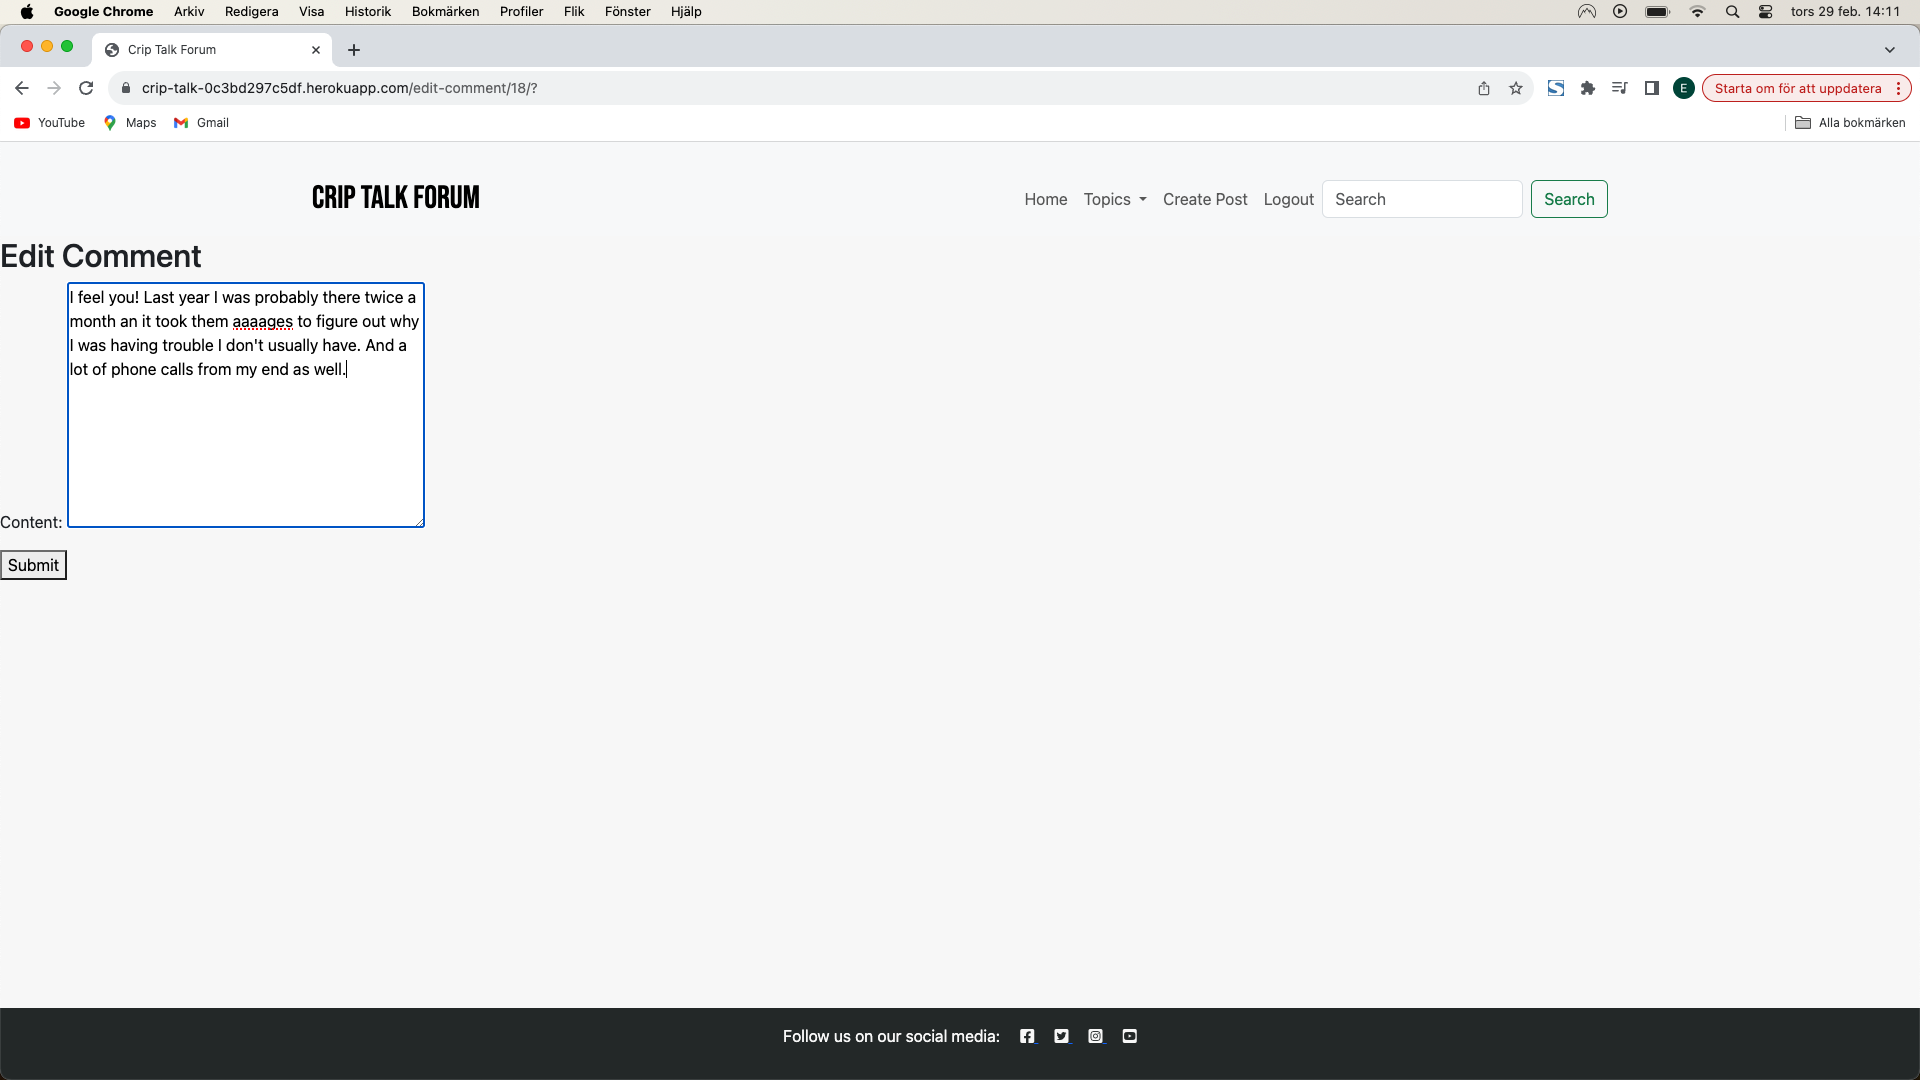 Google Chrome Arkiv Redigera Visa Historik Bokmärken Profiler Flik Fönster Hjälp tors 29 feb. 14:11
Crip Talk Forum
crip-talk-0c3bd297c5df.herokuapp.com/edit-comment/18/? E Starta om för att uppdatera
YouTube Maps Gmail Alla bokmärken
CRIP TALK FORUM Home Topics Create Post Logout Search Search
Edit Comment
I feel you! Last year I was probably there twice a
month an it took them aaaages to figure out why
I was having trouble I don't usually have. And a
lot of phone calls from my end as well.
Content:
Submit
Follow us on our social media: